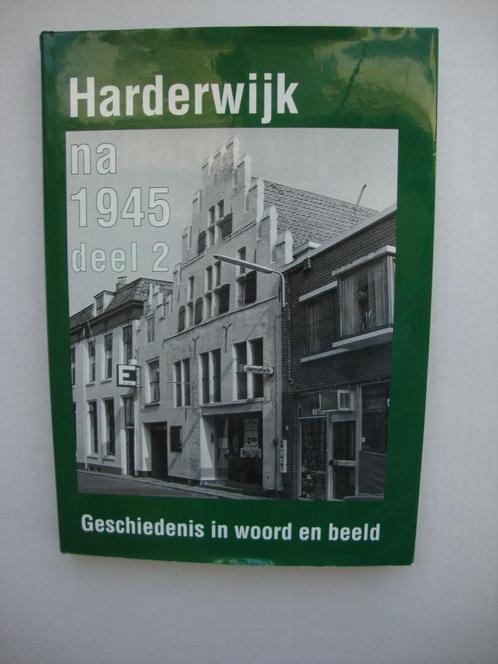 Harderwijk
na
1945
deel 2
E
Geschiedenis in woord en beeld